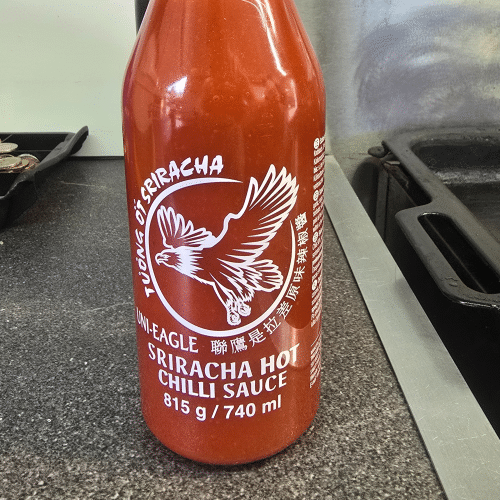 TUONG OT SRIRACHA
UNI-EAGLE
聯鷹是拉差原味辣椒醬
SRIRACHA HOT
CHILLI SAUCE
815 g / 740 ml